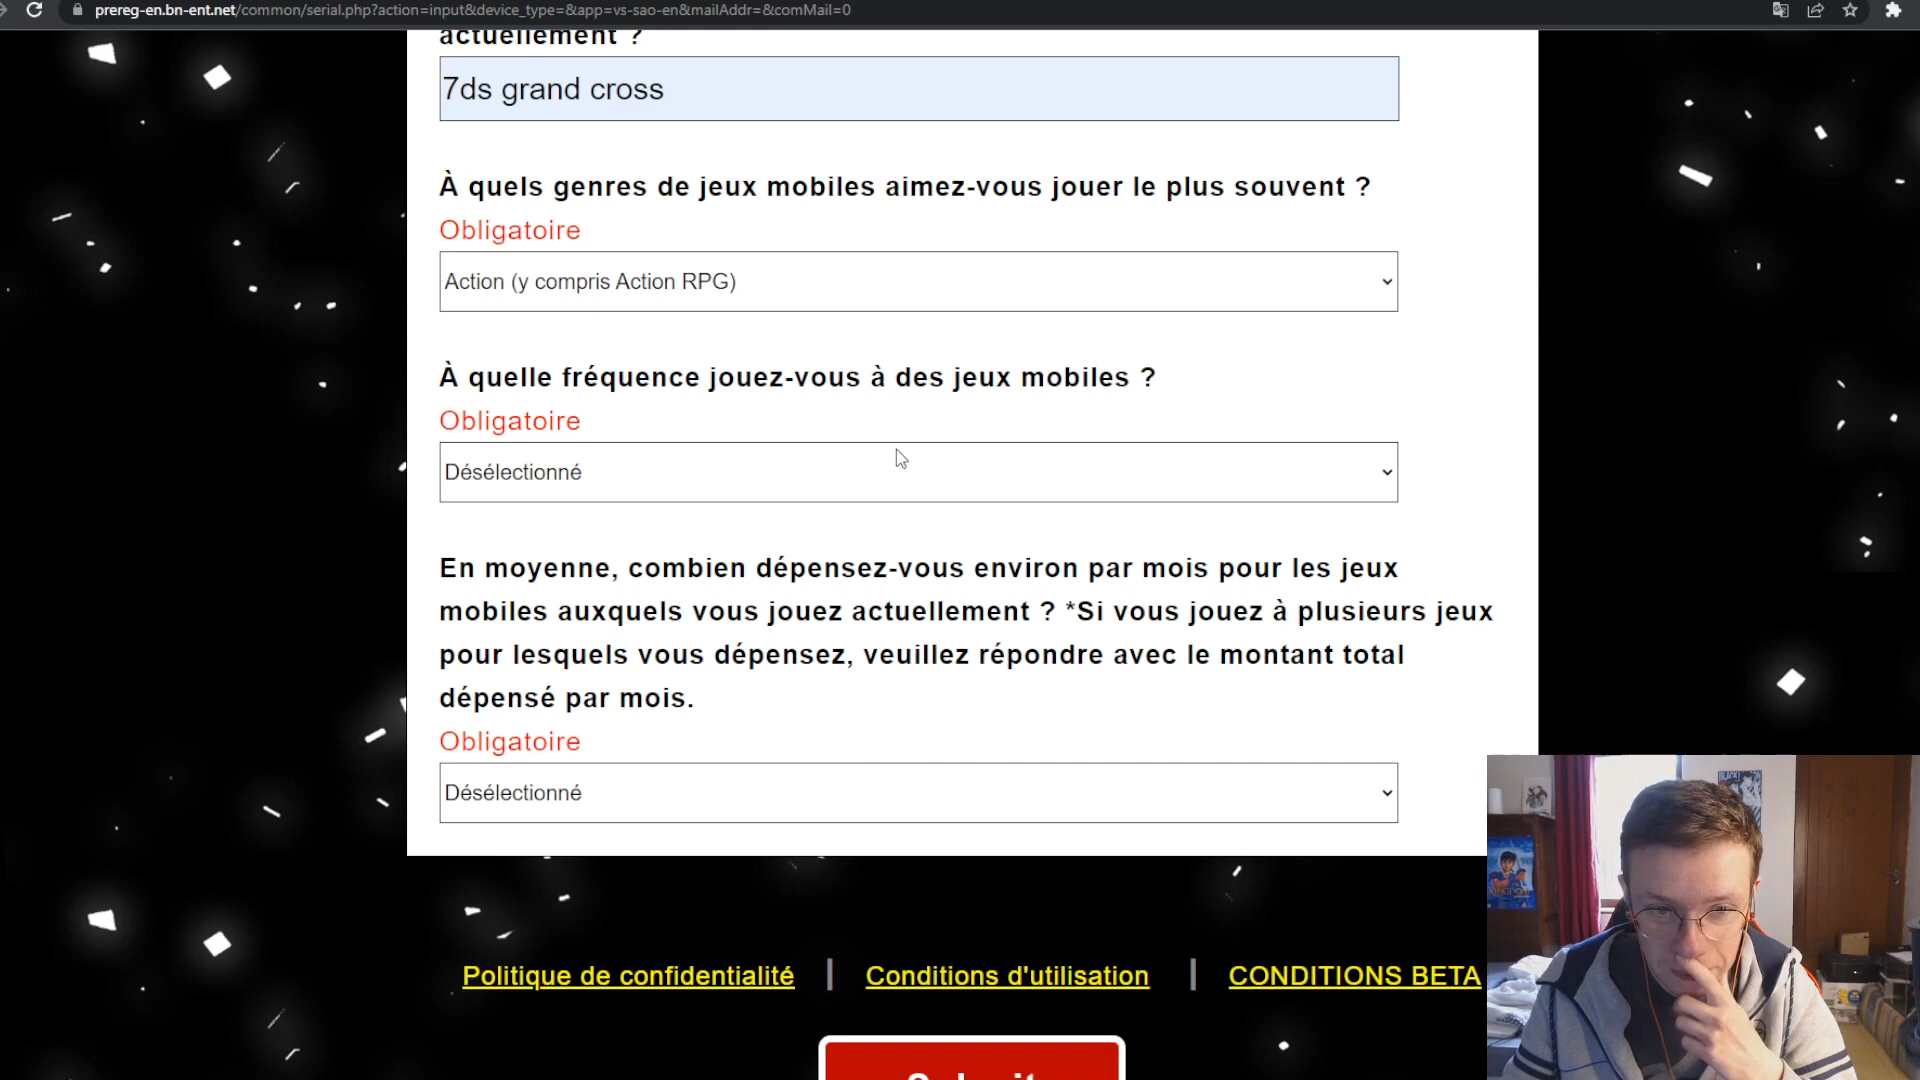 prereg-en.bn-ent.net/common/serial.php?action=input&device_type=&app=vs-sao-en&mailAddr=&comMail=0
actuellement ?
7ds grand cross
À quels genres de jeux mobiles aimez-vous jouer le plus souvent ?
Obligatoire
Action (y compris Action RPG)
À quelle fréquence jouez-vous à des jeux mobiles ?
Obligatoire
Désélectionné
En moyenne, combien dépensez-vous environ par mois pour les jeux
mobiles auxquels vous jouez actuellement ? *Si vous jouez à plusieurs jeux
pour lesquels vous dépensez, veuillez répondre avec le montant total
dépensé par mois.
Obligatoire
Désélectionné
Politique de confidentialité | Conditions d'utilisation | CONDITIONS BETA